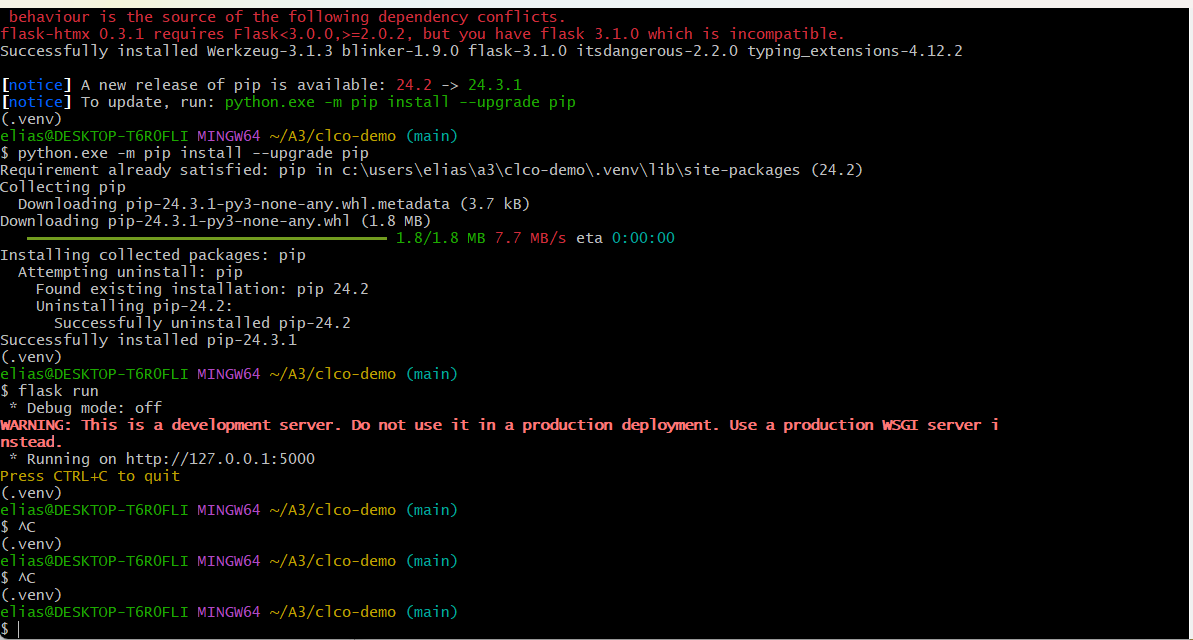 behaviour is the source of the following dependency conflicts.
flask-htmx 0.3.1 requires Flask<3.0.0,>=2.0.2, but you have flask 3.1.0 which is incompatible.
Successfully installed Werkzeug-3.1.3 blinker-1.9.0 flask-3.1.0 itsdangerous-2.2.0 typing_extensions-4.12.2
[notice] A new release of pip is available: 24.2 -> 24.3.1
[notice] To update, run: python.exe -m pip install --upgrade pip
(.venv)
elias@DESKTOP-T6R0FLI MINGW64 ~/A3/clco-demo (main)
$ python.exe -m pip install --upgrade pip
Requirement already satisfied: pip in c:\users\elias\a3\clco-demo\.venv\lib\site-packages (24.2)
Collecting pip
  Downloading pip-24.3.1-py3-none-any.whl.metadata (3.7 kB)
Downloading pip-24.3.1-py3-none-any.whl (1.8 MB)
1.8/1.8 MB 7.7 MB/s eta 0:00:00
Installing collected packages: pip
  Attempting uninstall: pip
    Found existing installation: pip 24.2
    Uninstalling pip-24.2:
      Successfully uninstalled pip-24.2
Successfully installed pip-24.3.1
(.venv)
elias@DESKTOP-T6R0FLI MINGW64 ~/A3/clco-demo (main)
$ flask run
 * Debug mode: off
WARNING: This is a development server. Do not use it in a production deployment. Use a production WSGI server i
nstead.
 * Running on http://127.0.0.1:5000
Press CTRL+C to quit
(.venv)
elias@DESKTOP-T6R0FLI MINGW64 ~/A3/clco-demo (main)
$ ^C
(.venv)
elias@DESKTOP-T6R0FLI MINGW64 ~/A3/clco-demo (main)
$ ^C
(.venv)
elias@DESKTOP-T6R0FLI MINGW64 ~/A3/clco-demo (main)
$